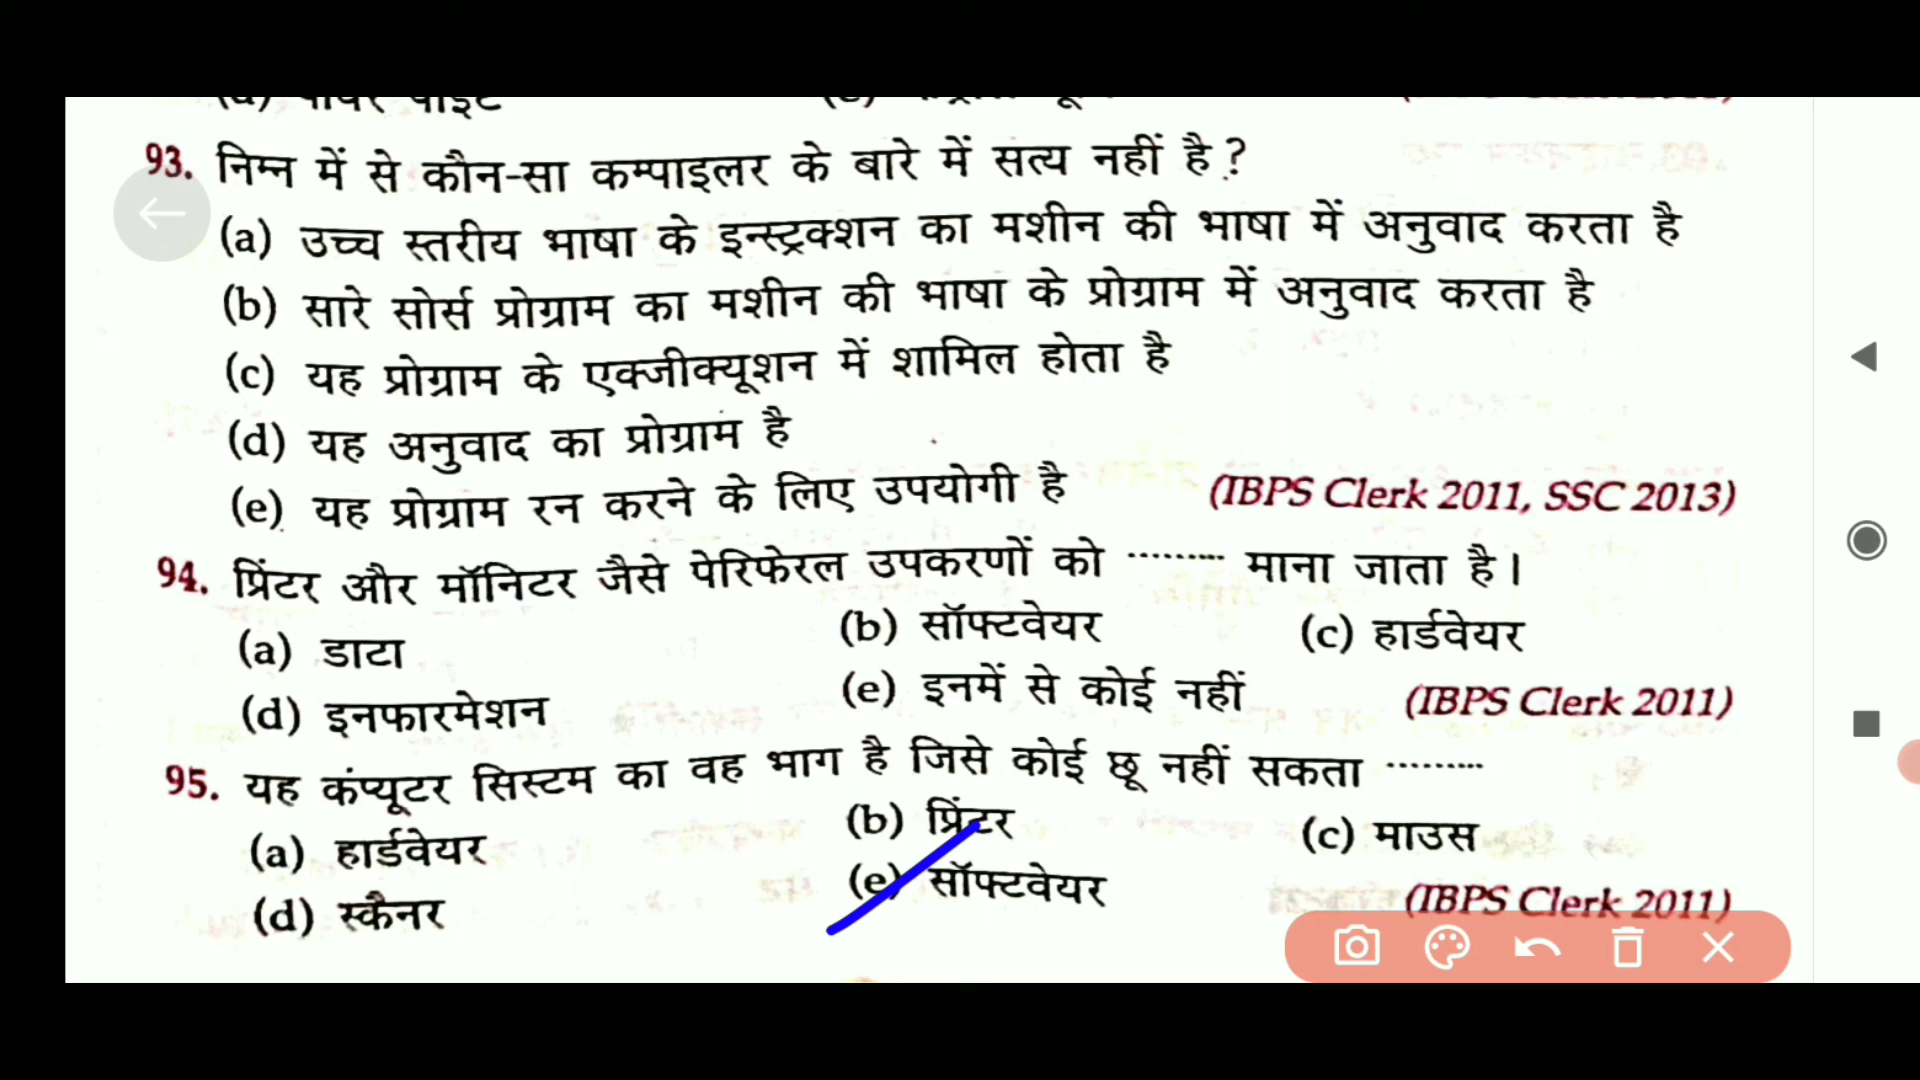 93. निम्न में से कौन-सा कम्पाइलर के बारे में सत्य नहीं है ?
(a) उच्च स्तरीय भाषा के इन्स्ट्रक्शन का मशीन की भाषा में अनुवाद करता है
(b) सारे सोर्स प्रोग्राम का मशीन की भाषा के प्रोग्राम में अनुवाद करता है
(c) यह प्रोग्राम के एक्जीक्यूशन में शामिल होता है
(d) यह अनुवाद का प्रोग्राम है
(e) यह प्रोग्राम रन करने के लिए उपयोगी है (IBPS Clerk 2011, SSC 2013)
94. प्रिंटर और मॉनिटर जैसे पेरिफेरल उपकरणों को ......... माना जाता है।
(a) डाटा (b) सॉफ्टवेयर (c) हार्डवेयर
(d) इनफारमेशन (e) इनमें से कोई नहीं (IBPS Clerk 2011)
95. यह कंप्यूटर सिस्टम का वह भाग है जिसे कोई छू नहीं सकता .........
(a) हार्डवेयर (b) प्रिंटर (c) माउस
(d) स्कैनर (e) सॉफ्टवेयर (IBPS Clerk 2011)